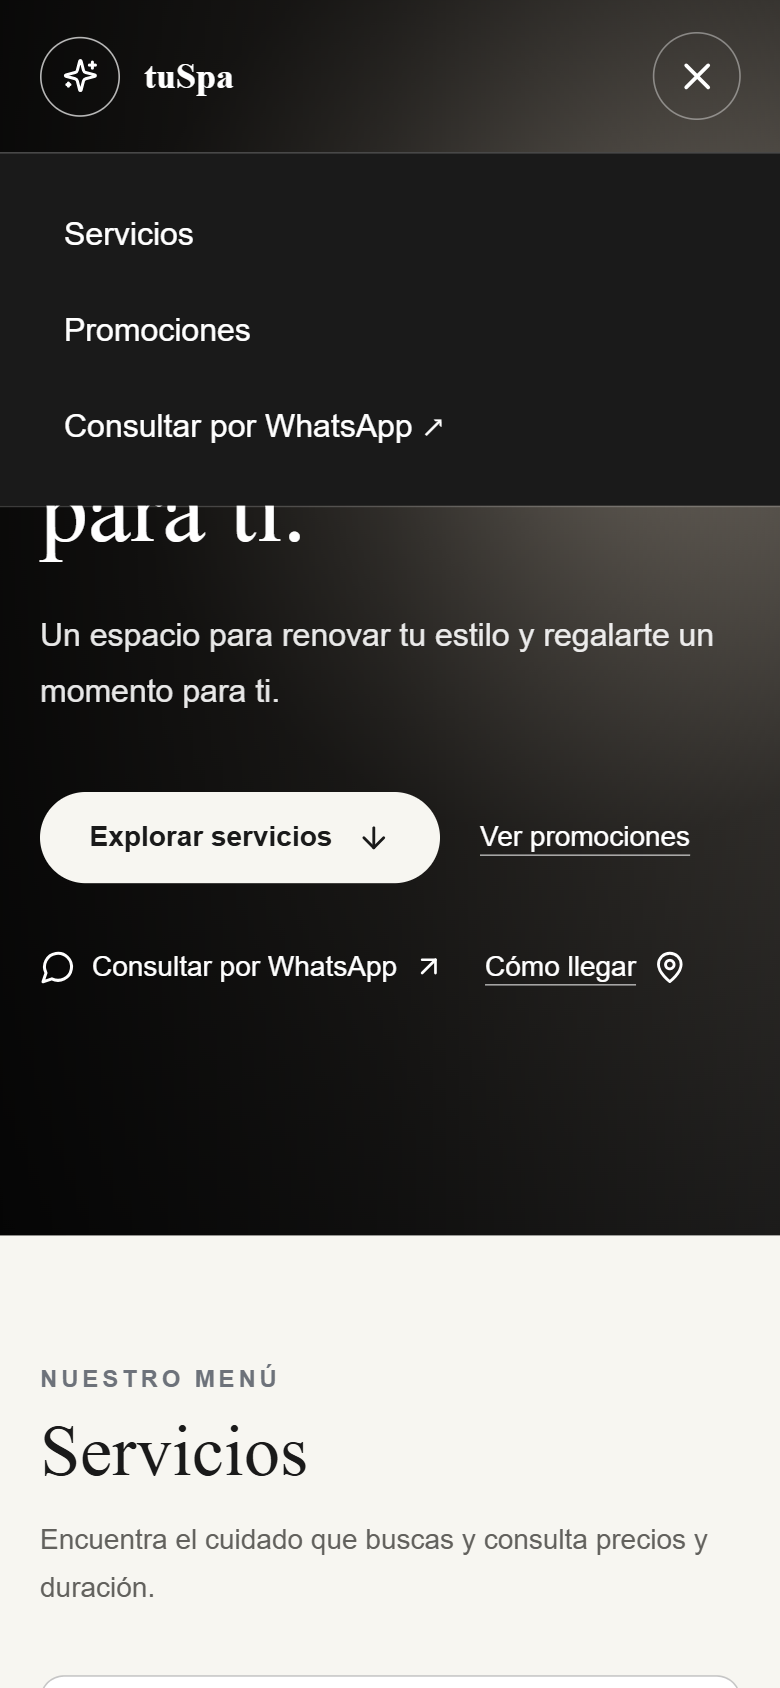 tuSpa
Servicios
Promociones
Consultar por WhatsApp ↗
para ti.
Un espacio para renovar tu estilo y regalarte un
momento para ti.
Explorar servicios ↓ Ver promociones
Consultar por WhatsApp ↗ Cómo llegar
NUESTRO MENÚ
Servicios
Encuentra el cuidado que buscas y consulta precios y
duración.